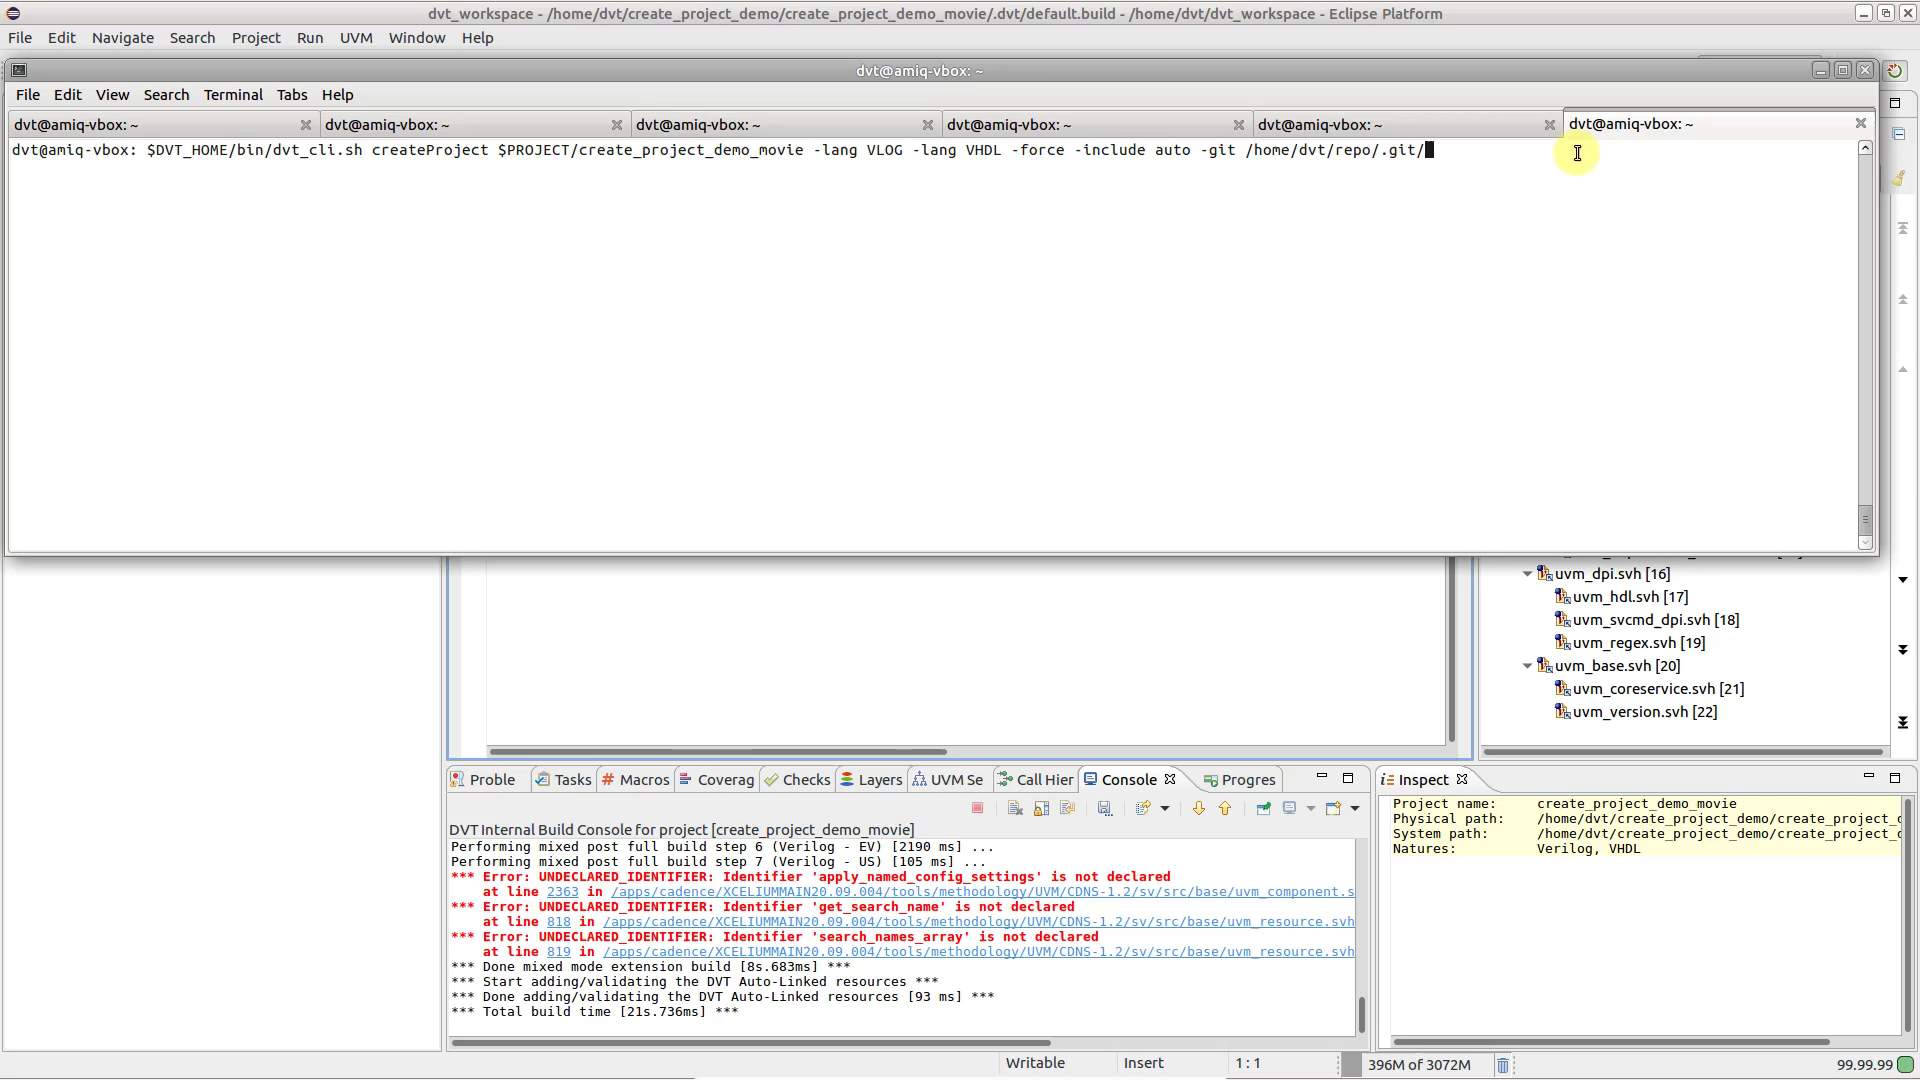 dvt_workspace - /home/dvt/create_project_demo/create_project_demo_movie/.dvt/default.build - /home/dvt/dvt_workspace - Eclipse Platform
File Edit Navigate Search Project Run UVM Window Help
dvt@amiq-vbox: ~
File Edit View Search Terminal Tabs Help
dvt@amiq-vbox: ~ dvt@amiq-vbox: ~ dvt@amiq-vbox: ~ dvt@amiq-vbox: ~ dvt@amiq-vbox: ~ dvt@amiq-vbox: ~
dvt@amiq-vbox: $DVT_HOME/bin/dvt_cli.sh createProject $PROJECT/create_project_demo_movie -lang VLOG -lang VHDL -force -include auto -git /home/dvt/repo/.git/
uvm_dpi.svh [16]
uvm_hdl.svh [17]
uvm_svcmd_dpi.svh [18]
uvm_regex.svh [19]
uvm_base.svh [20]
uvm_coreservice.svh [21]
uvm_version.svh [22]
Proble Tasks Macros Coverag Checks Layers UVM Se Call Hier Console Progres
DVT Internal Build Console for project [create_project_demo_movie]
Performing mixed post full build step 6 (Verilog - EV) [2190 ms] ...
Performing mixed post full build step 7 (Verilog - US) [105 ms] ...
*** Error: UNDECLARED_IDENTIFIER: Identifier 'apply_named_config_settings' is not declared
at line 2363 in /apps/cadence/XCELIUMMAIN20.09.004/tools/methodology/UVM/CDNS-1.2/sv/src/base/uvm_component.s
*** Error: UNDECLARED_IDENTIFIER: Identifier 'get_search_name' is not declared
at line 818 in /apps/cadence/XCELIUMMAIN20.09.004/tools/methodology/UVM/CDNS-1.2/sv/src/base/uvm_resource.svh
*** Error: UNDECLARED_IDENTIFIER: Identifier 'search_names_array' is not declared
at line 819 in /apps/cadence/XCELIUMMAIN20.09.004/tools/methodology/UVM/CDNS-1.2/sv/src/base/uvm_resource.svh
*** Done mixed mode extension build [8s.683ms] ***
*** Start adding/validating the DVT Auto-Linked resources ***
*** Done adding/validating the DVT Auto-Linked resources [93 ms] ***
*** Total build time [21s.736ms] ***
Inspect
Project name: create_project_demo_movie
Physical path: /home/dvt/create_project_demo/create_project_
System path: /home/dvt/create_project_demo/create_project_
Natures: Verilog, VHDL
Writable Insert 1 : 1 396M of 3072M 99.99.99